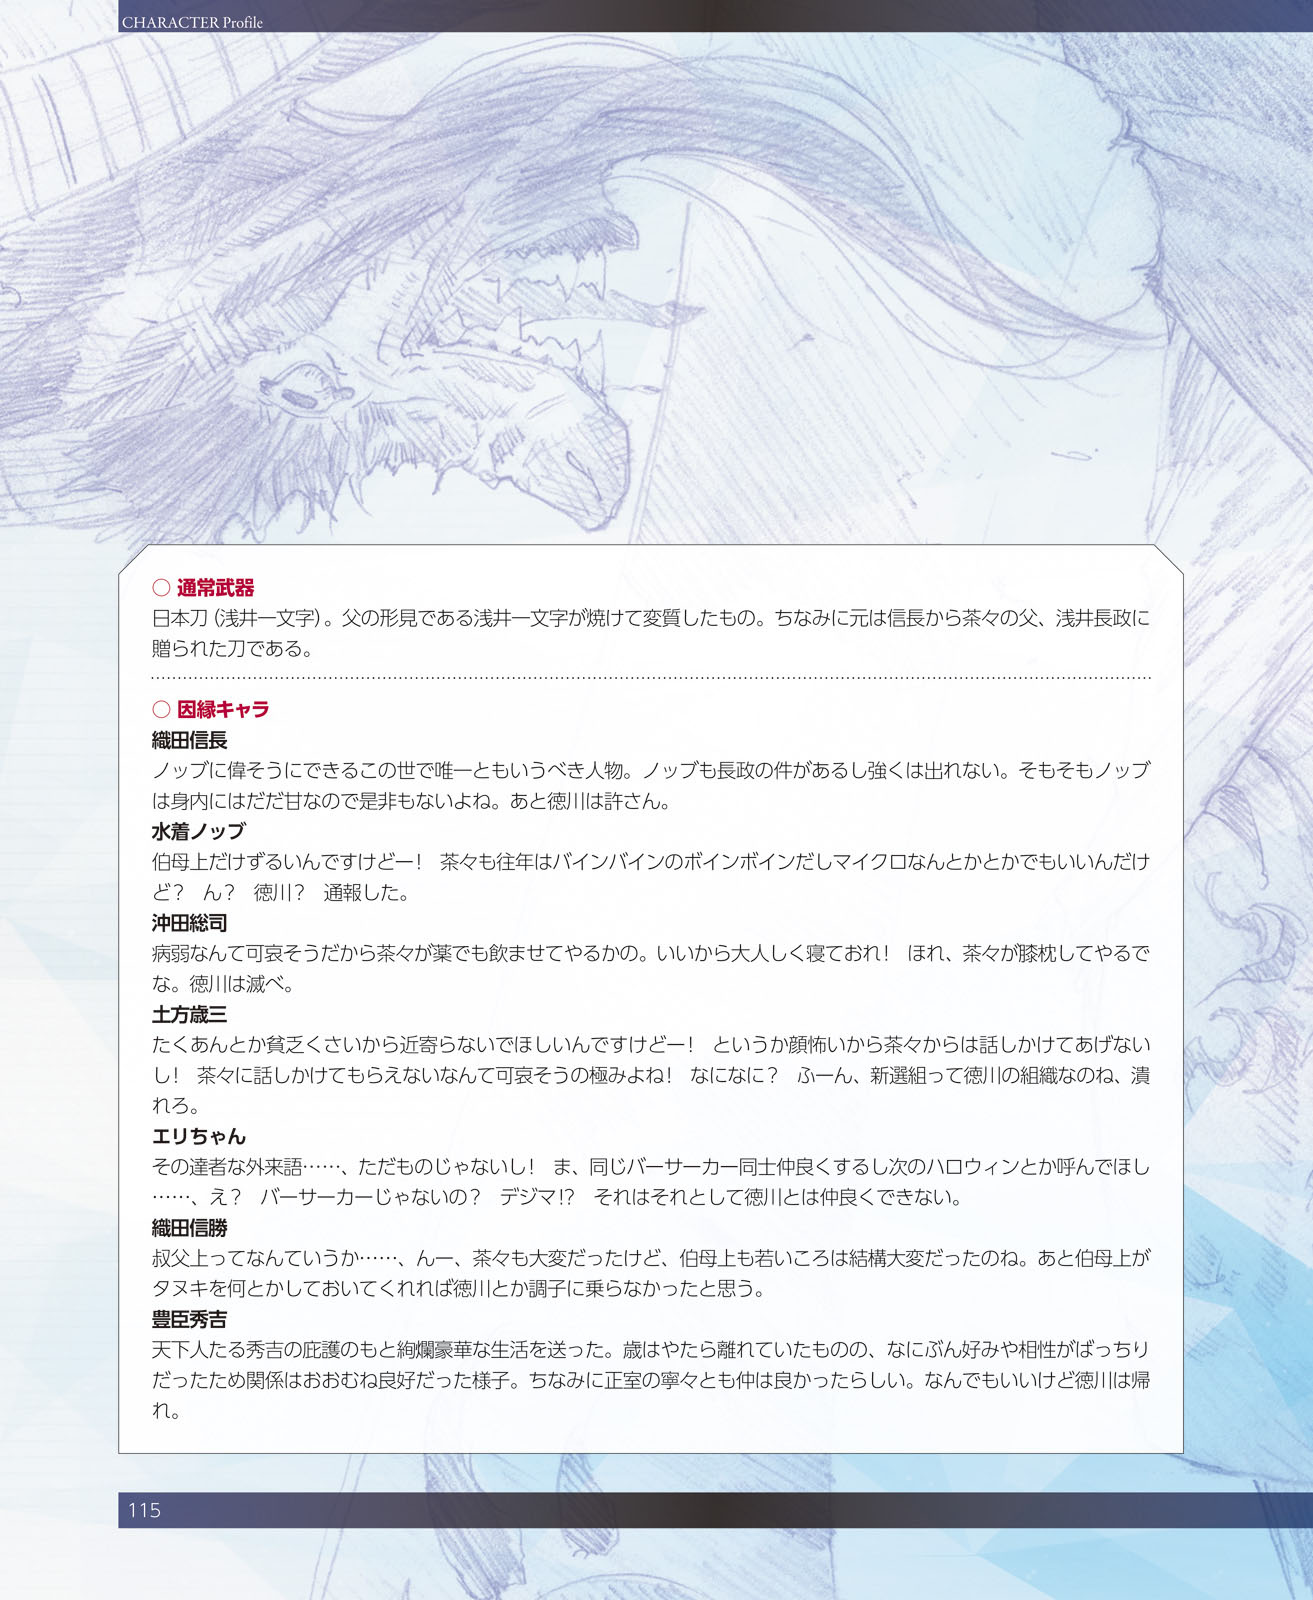 CHARACTER Profile
○ 通常武器
日本刀（浅井一文字）。父の形見である浅井一文字が焼けて変質したもの。ちなみに元は信長から茶々の父、浅井長政に
贈られた刀である。
○ 因縁キャラ
織田信長
ノッブに偉そうにできるこの世で唯一ともいうべき人物。ノッブも長政の件があるし強くは出れない。そもそもノッブ
は身内にはだだ甘なので是非もないよね。あと徳川は許さん。
水着ノッブ
伯母上だけずるいんですけどー！　茶々も往年はバインバインのボインボインだしマイクロなんとかとかでもいいんだけ
ど？　ん？　徳川？　通報した。
沖田総司
病弱なんて可哀そうだから茶々が薬でも飲ませてやるかの。いいから大人しく寝ておれ！　ほれ、茶々が膝枕してやるで
な。徳川は滅べ。
土方歳三
たくあんとか貧乏くさいから近寄らないでほしいんですけどー！　というか顔怖いから茶々からは話しかけてあげない
し！　茶々に話しかけてもらえないなんて可哀そうの極みよね！　なになに？　ふーん、新選組って徳川の組織なのね、潰
れろ。
エリちゃん
その達者な外来語……、ただものじゃないし！　ま、同じバーサーカー同士仲良くするし次のハロウィンとか呼んでほし
……、え？　バーサーカーじゃないの？　デジマ!?　それはそれとして徳川とは仲良くできない。
織田信勝
叔父上ってなんていうか……、んー、茶々も大変だったけど、伯母上も若いころは結構大変だったのね。あと伯母上が
タヌキを何とかしておいてくれれば徳川とか調子に乗らなかったと思う。
豊臣秀吉
天下人たる秀吉の庇護のもと絢爛豪華な生活を送った。歳はやたら離れていたものの、なにぶん好みや相性がばっちり
だったため関係はおおむね良好だった様子。ちなみに正室の寧々とも仲は良かったらしい。なんでもいいけど徳川は帰
れ。
115